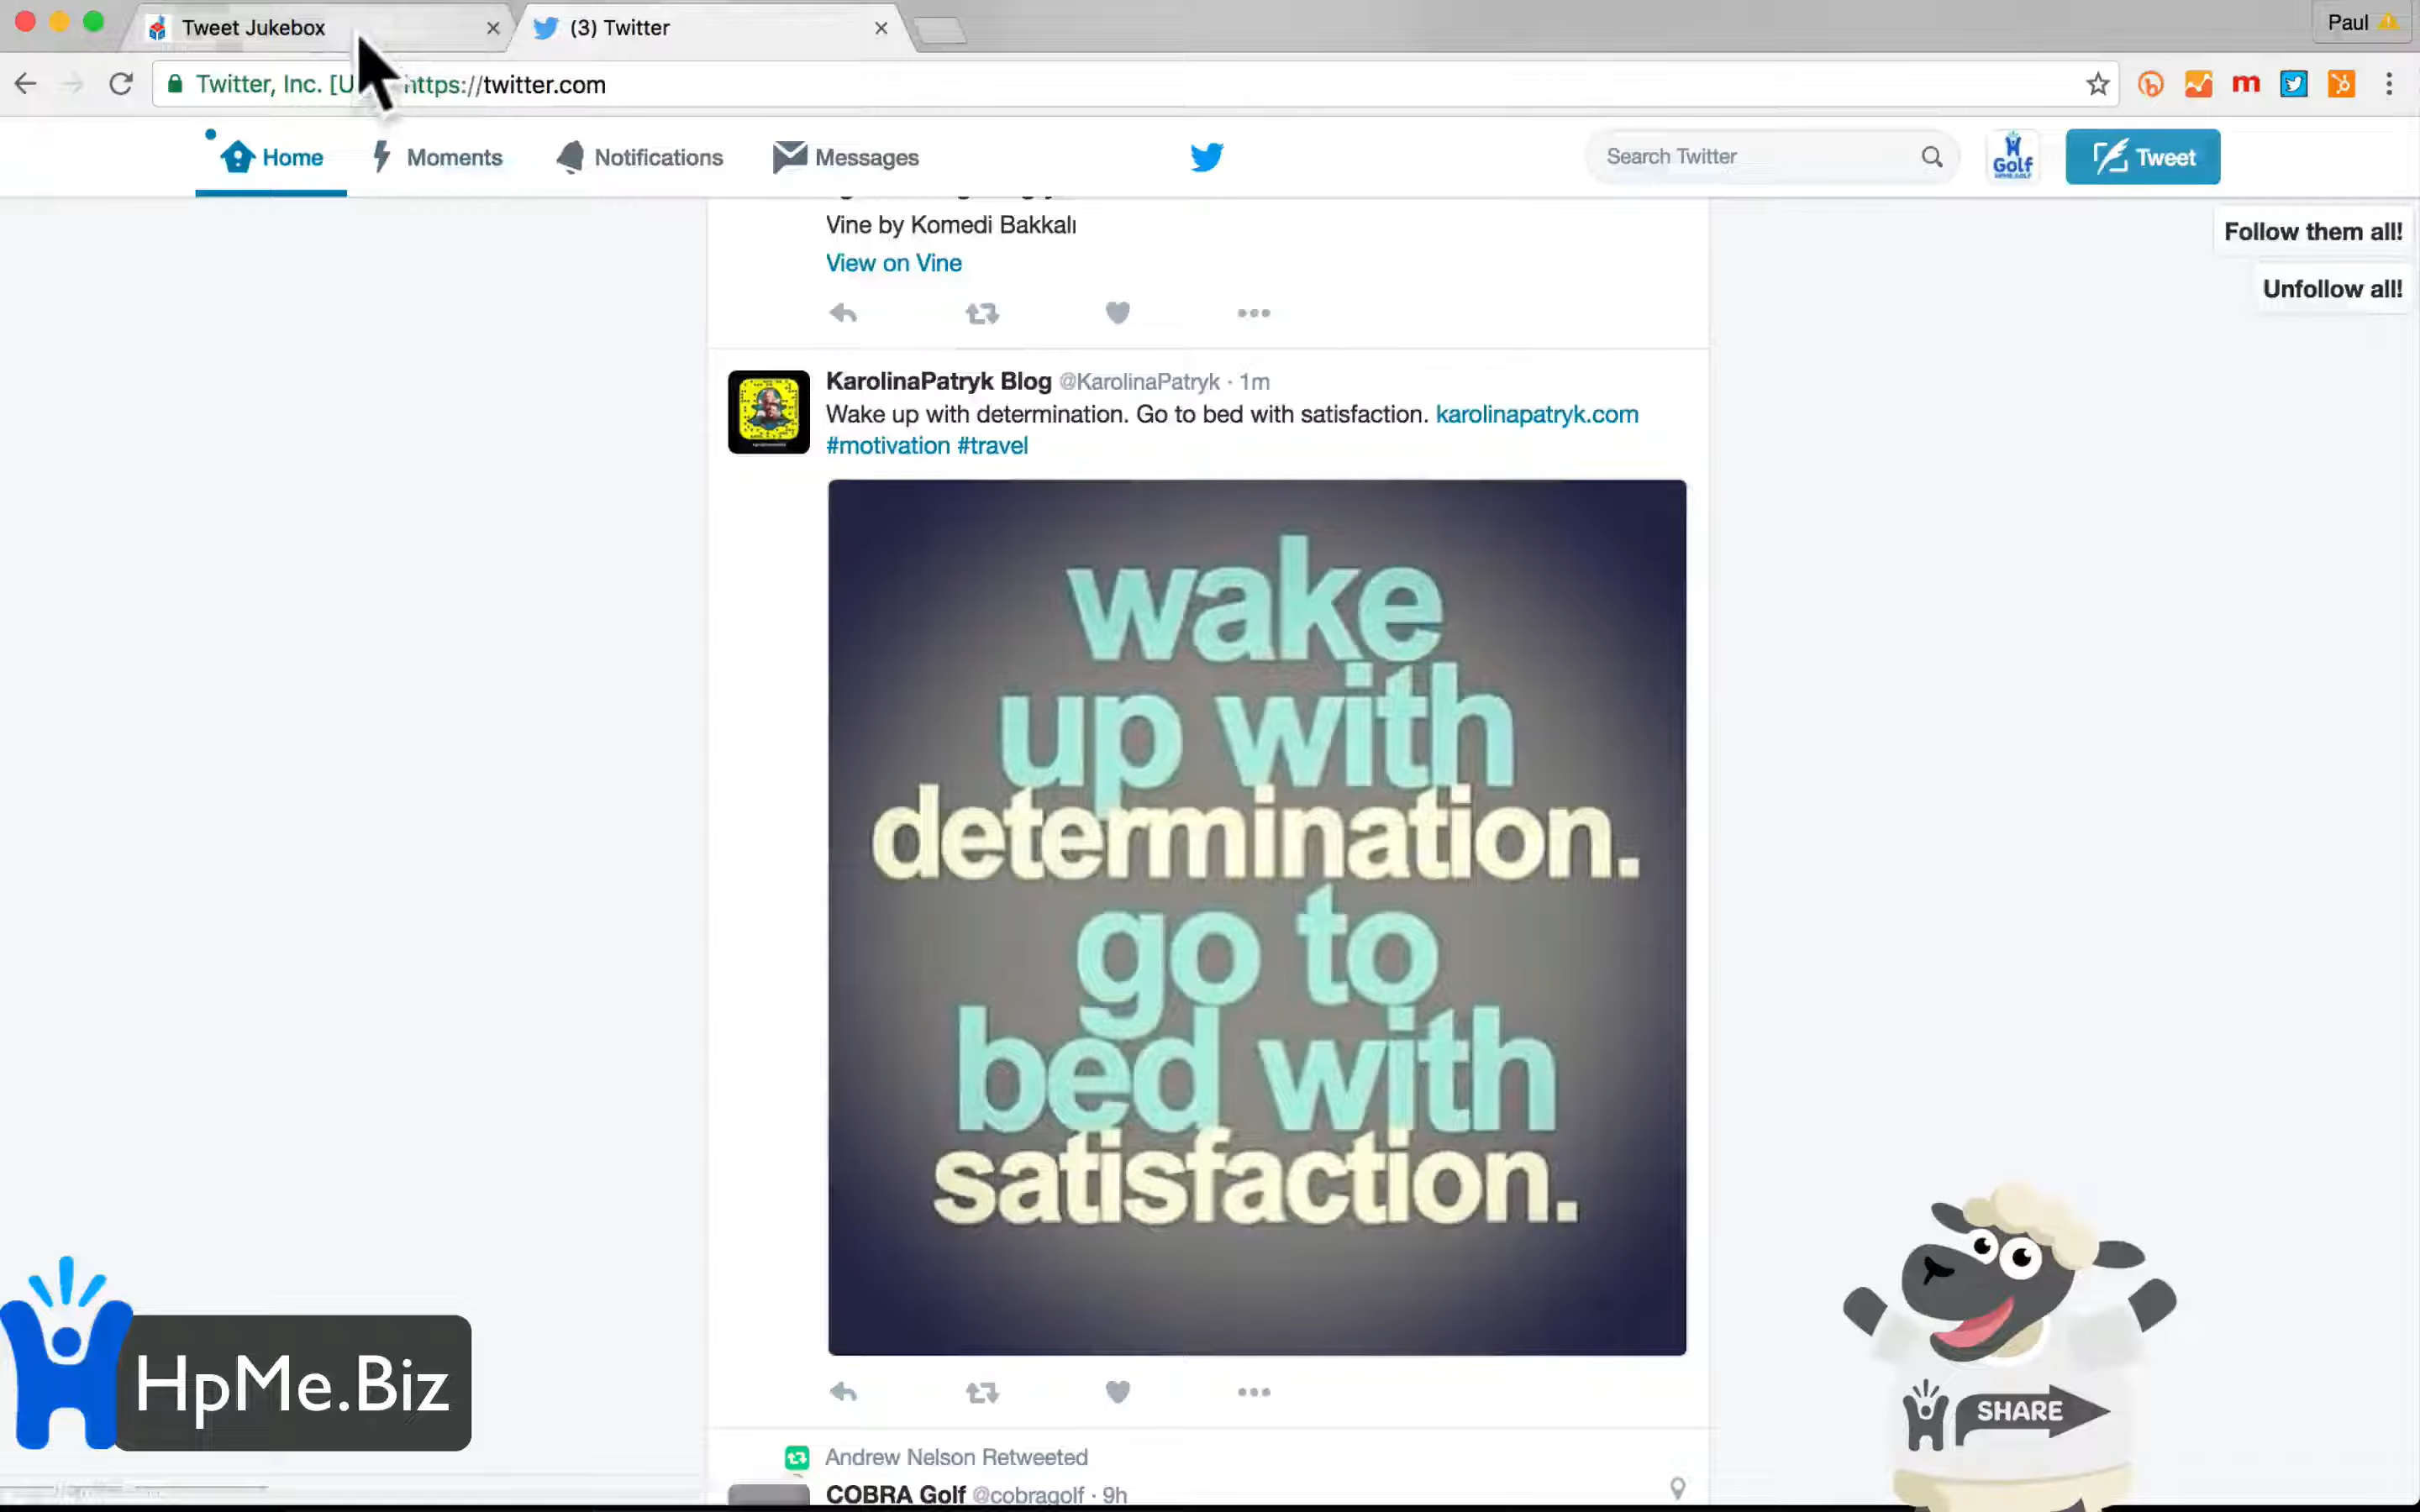 Tweet Jukebox
(3) Twitter
Paul
Twitter, Inc. [U
https://twitter.com
Home
Moments
Notifications
Messages
Search Twitter
Golf
Tweet
Follow them all!
Unfollow all!
Vine by Komedi Bakkalı
View on Vine
KarolinaPatryk Blog @KarolinaPatryk · 1m
Wake up with determination. Go to bed with satisfaction. karolinapatryk.com
#motivation #travel
wake
up with
determination.
go to
bed with
satisfaction.
HpMe.Biz
SHARE
Andrew Nelson Retweeted
COBRA Golf @cobragolf · 9h